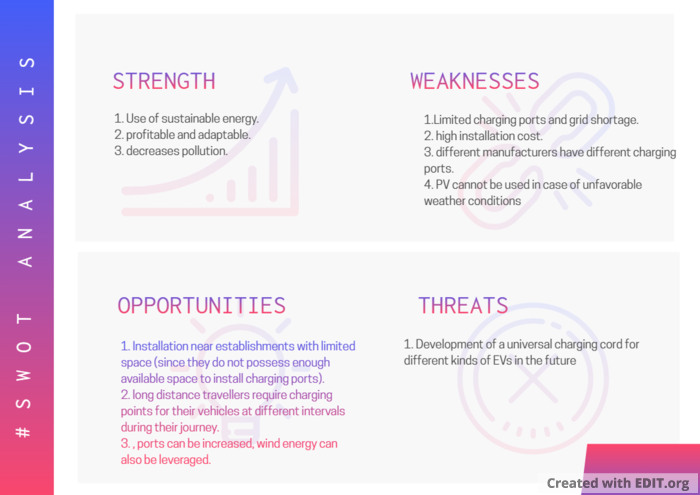 # SWOT ANALYSIS
STRENGTH
1. Use of sustainable energy.
2. profitable and adaptable.
3. decreases pollution.
WEAKNESSES
1.Limited charging ports and grid shortage.
2. high installation cost.
3. different manufacturers have different charging
ports.
4. PV cannot be used in case of unfavorable
weather conditions
OPPORTUNITIES
1. Installation near establishments with limited
space (since they do not possess enough
available space to install charging ports).
2. long distance travellers require charging
points for their vehicles at different intervals
during their journey.
3. , ports can be increased, wind energy can
also be leveraged.
THREATS
1. Development of a universal charging cord for
different kinds of EVs in the future
Created with EDIT.org